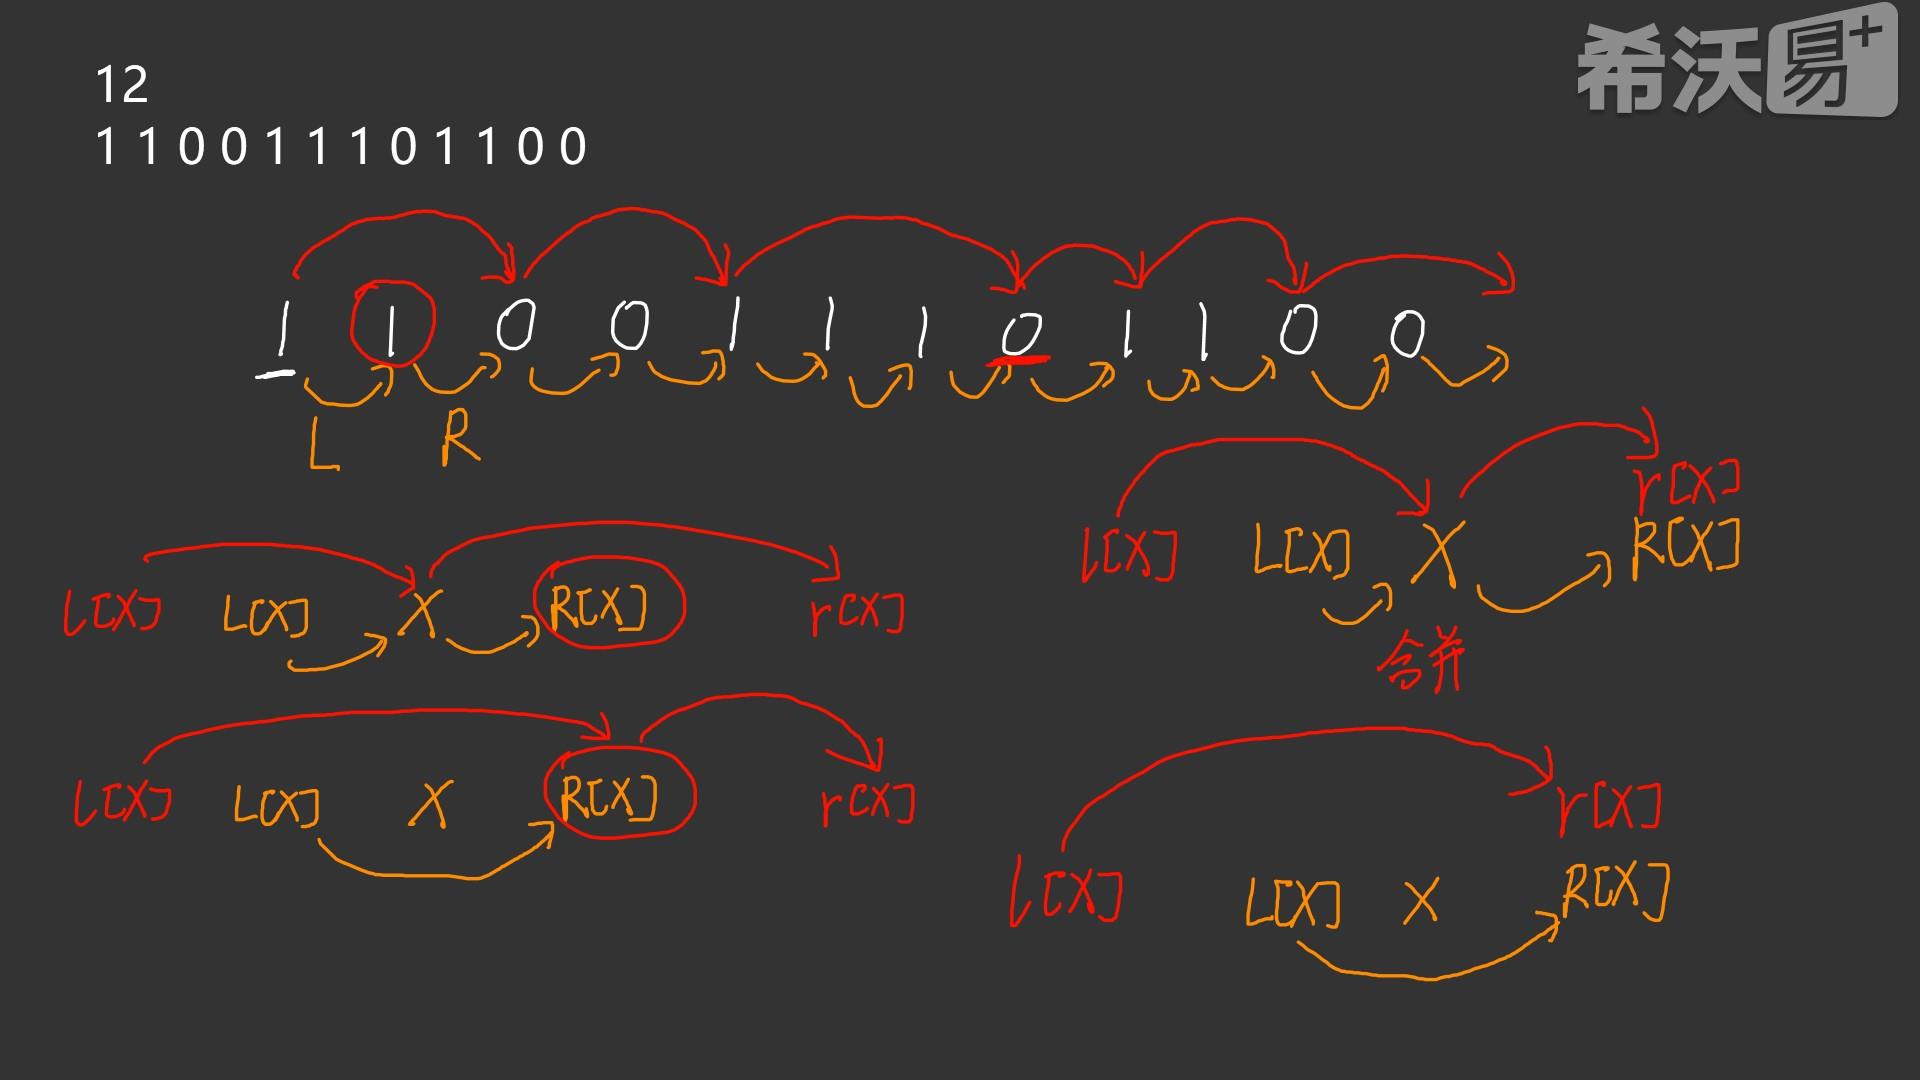 希沃易+
12
1 1 0 0 1 1 1 0 1 1 0 0
1 1 0 0 1 1 1 0 1 1 0 0
L R
l[X] L[X] X R[X] r[X]
l[X] L[X] X R[X] r[X]
r[X]
l[X] L[X] X R[X]
合并
r[X]
l[X] L[X] X R[X]